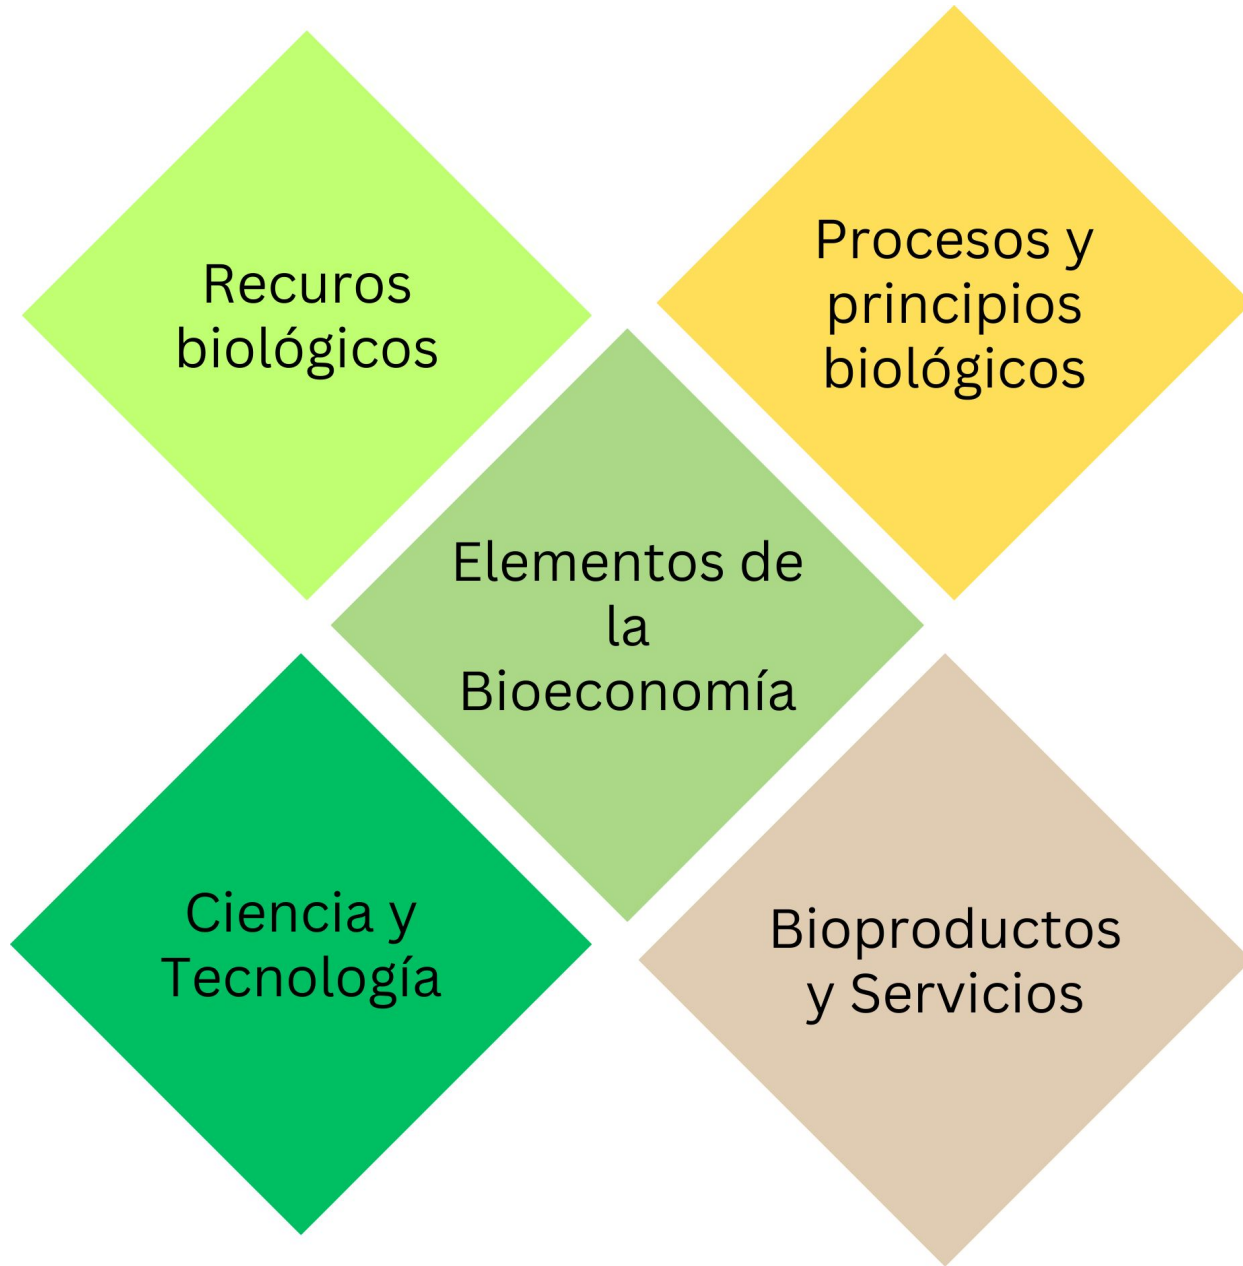 Recuros
biológicos
Procesos y
principios
biológicos
Elementos de
la
Bioeconomía
Ciencia y
Tecnología
Bioproductos
y Servicios